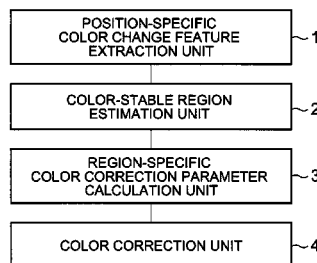 POSITION-SPECIFIC
COLOR CHANGE FEATURE
EXTRACTION UNIT
1
COLOR-STABLE REGION
ESTIMATION UNIT
2
REGION-SPECIFIC
COLOR CORRECTION PARAMETER
CALCULATION UNIT
3
COLOR CORRECTION UNIT
4